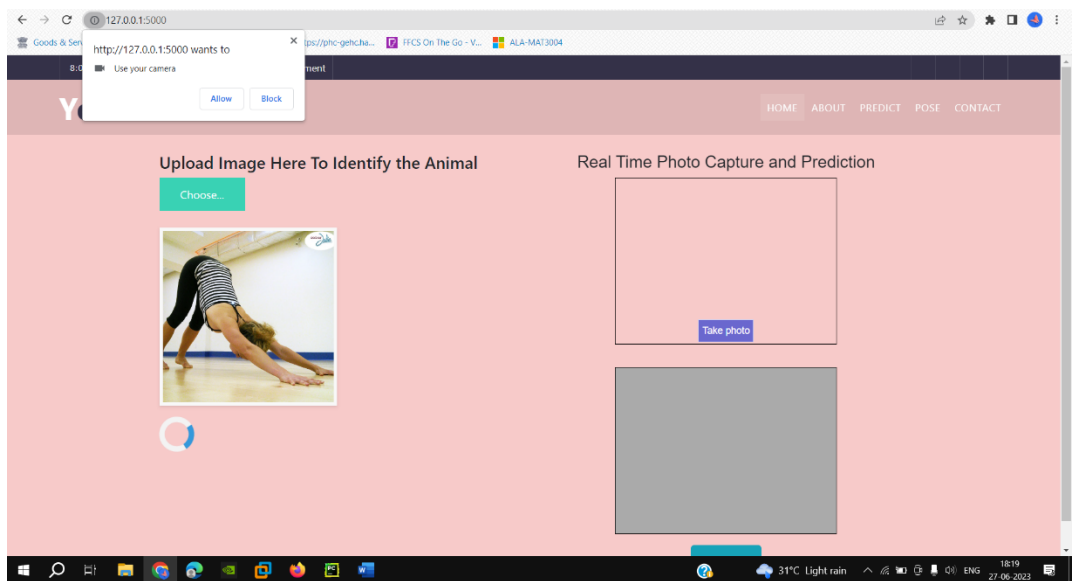 127.0.0.1:5000
Goods & Ser
tps://phc-gehc.ha...
FFCS On The Go - V...
ALA-MAT3004
http://127.0.0.1:5000 wants to
Use your camera
Allow
Block
8:0
ment
Y
HOME
ABOUT
PREDICT
POSE
CONTACT
Upload Image Here To Identify the Animal
Choose...
Real Time Photo Capture and Prediction
Take photo
31°C Light rain
ENG
18:19
27-06-2023